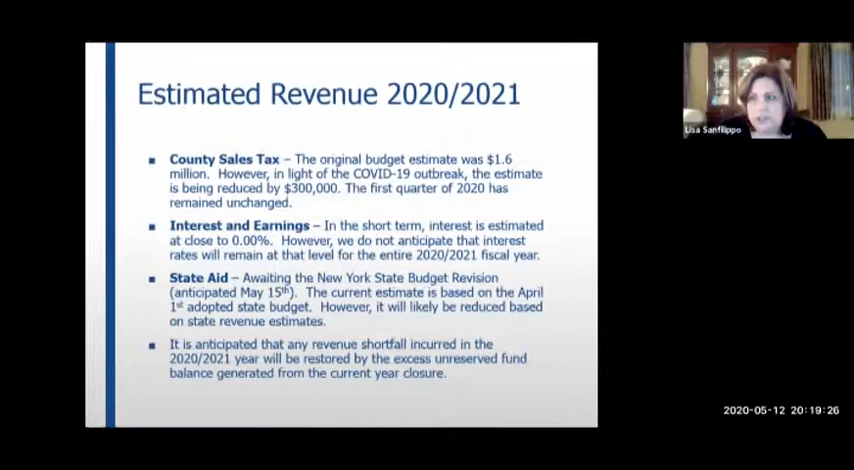 Estimated Revenue 2020/2021
▪ County Sales Tax – The original budget estimate was $1.6
million. However, in light of the COVID-19 outbreak, the estimate
is being reduced by $300,000. The first quarter of 2020 has
remained unchanged.
▪ Interest and Earnings – In the short term, interest is estimated
at close to 0.00%. However, we do not anticipate that interest
rates will remain at that level for the entire 2020/2021 fiscal year.
▪ State Aid – Awaiting the New York State Budget Revision
(anticipated May 15th). The current estimate is based on the April
1st adopted state budget. However, it will likely be reduced based
on state revenue estimates.
▪ It is anticipated that any revenue shortfall incurred in the
2020/2021 year will be restored by the excess unreserved fund
balance generated from the current year closure.
Lisa Sanfilippo
2020-05-12 20:19:26